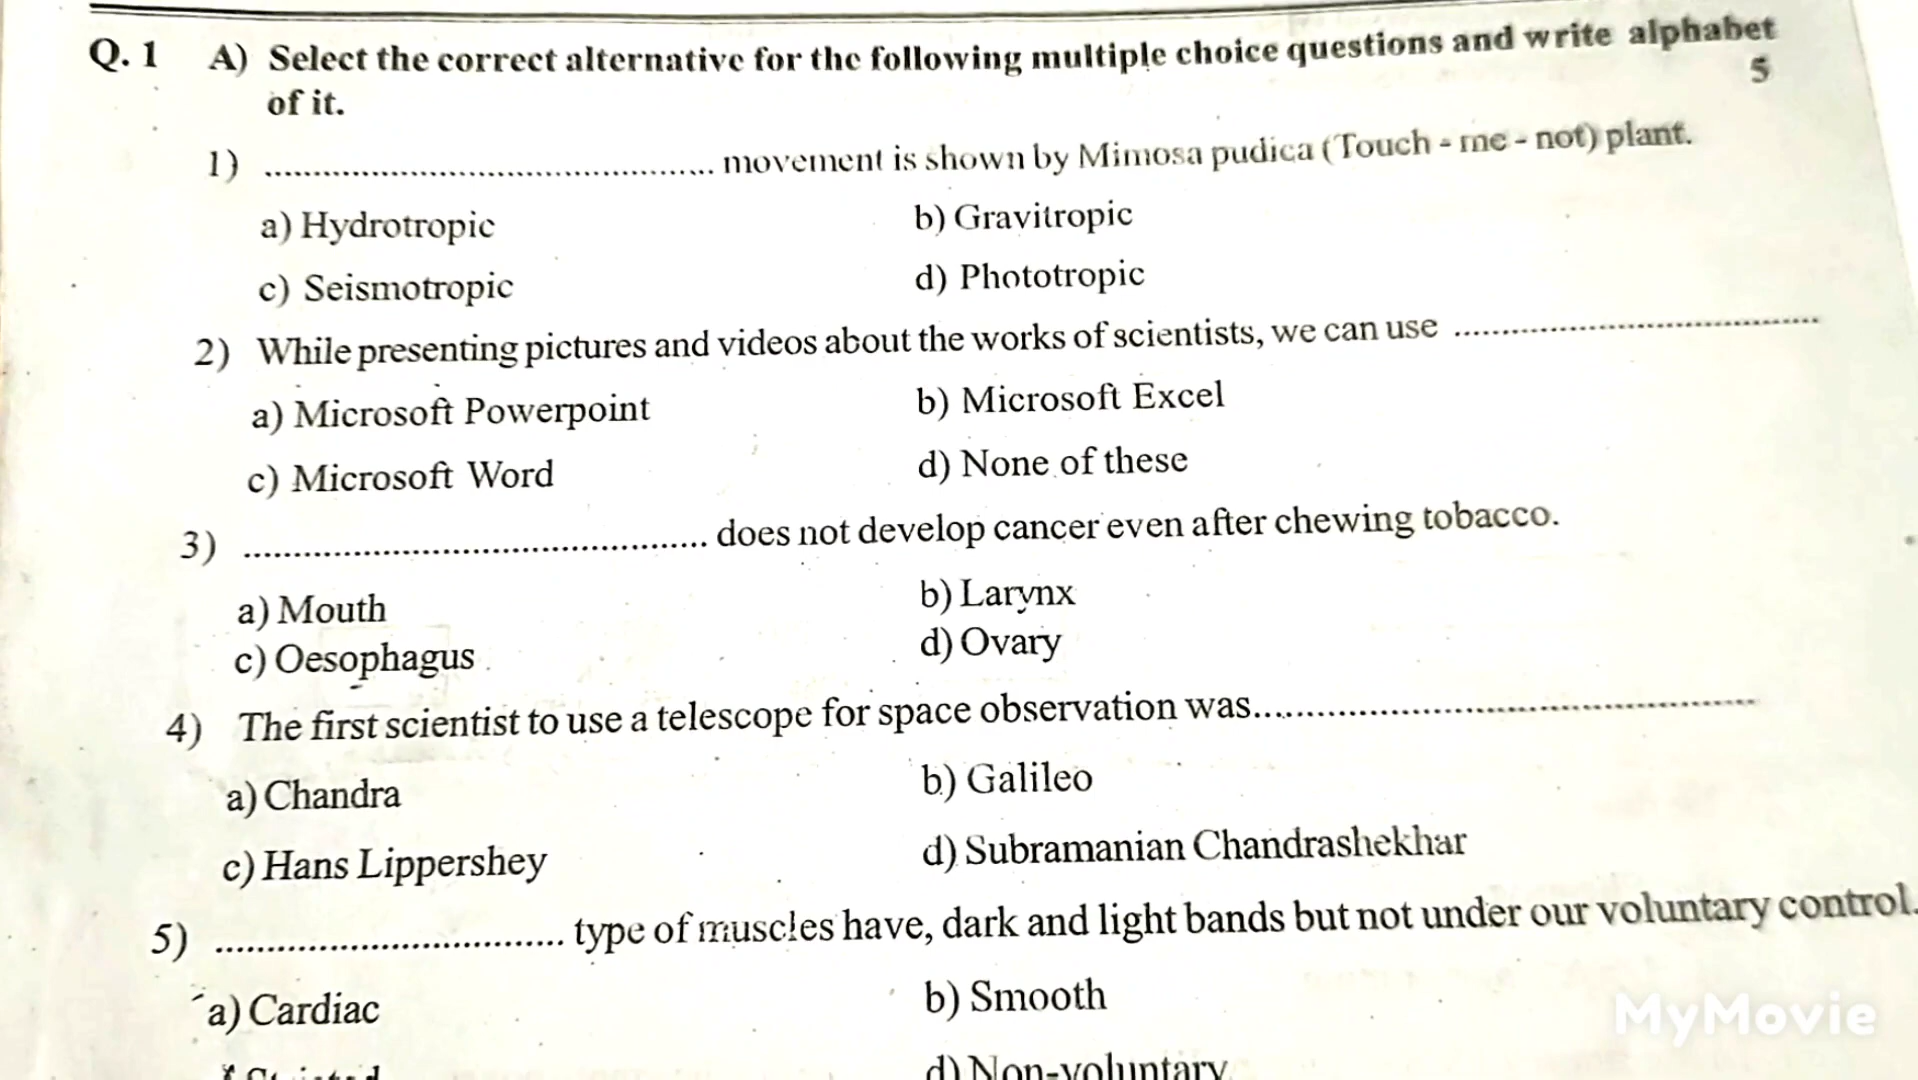 Q. 1 A) Select the correct alternative for the following multiple choice questions and write alphabet
of it. 5
1) .............................................. movement is shown by Mimosa pudica (Touch - me - not) plant.
a) Hydrotropic b) Gravitropic
c) Seismotropic d) Phototropic
2) While presenting pictures and videos about the works of scientists, we can use ......................................
a) Microsoft Powerpoint b) Microsoft Excel
c) Microsoft Word d) None of these
3) ................................................ does not develop cancer even after chewing tobacco.
a) Mouth b) Larynx
c) Oesophagus d) Ovary
4) The first scientist to use a telescope for space observation was....................................................
a) Chandra b) Galileo
c) Hans Lippershey d) Subramanian Chandrashekhar
5) .................................... type of muscles have, dark and light bands but not under our voluntary control.
a) Cardiac b) Smooth
d) Non-voluntary
MyMovie